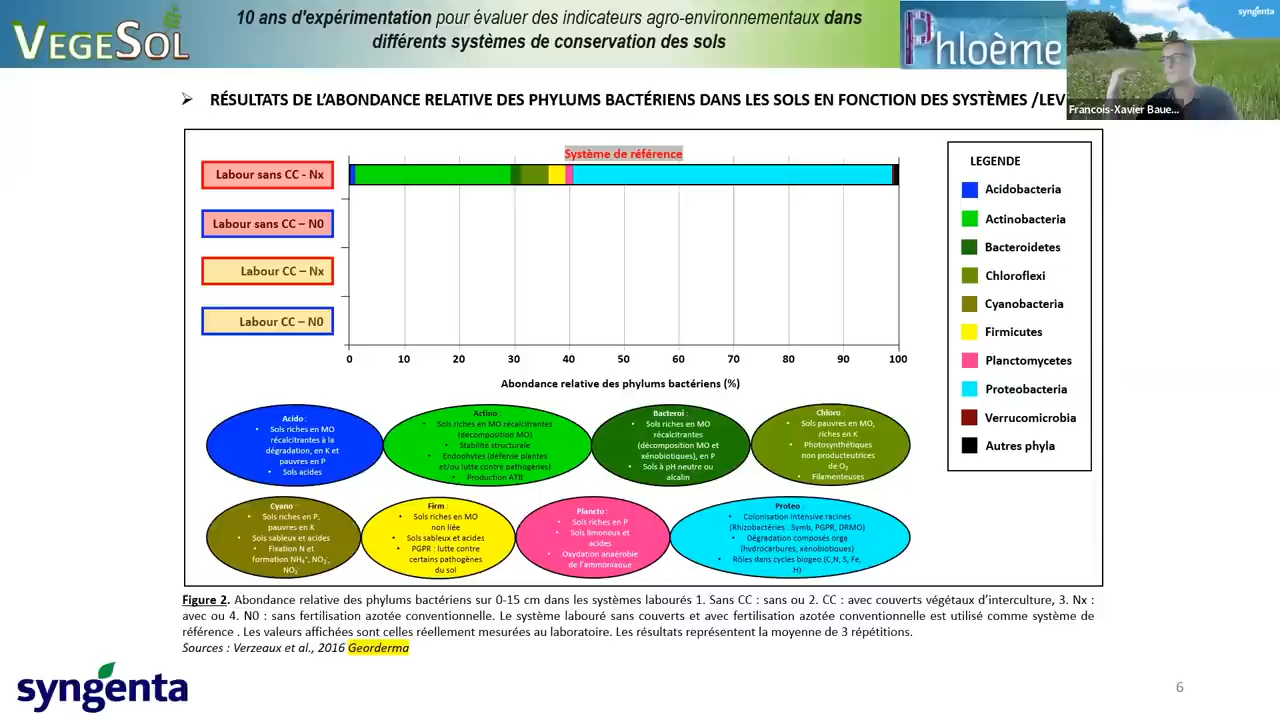 VEGESOL
10 ans d'expérimentation pour évaluer des indicateurs agro-environnementaux dans
différents systèmes de conservation des sols
Phloème
syngenta
Francois-Xavier Baue...
➢ RÉSULTATS DE L'ABONDANCE RELATIVE DES PHYLUMS BACTÉRIENS DANS LES SOLS EN FONCTION DES SYSTÈMES /LEV
Système de référence
Labour sans CC - Nx
Labour sans CC – N0
Labour CC – Nx
Labour CC – N0
0 10 20 30 40 50 60 70 80 90 100
Abondance relative des phylums bactériens (%)
LEGENDE
Acidobacteria
Actinobacteria
Bacteroidetes
Chloroflexi
Cyanobacteria
Firmicutes
Planctomycetes
Proteobacteria
Verrucomicrobia
Autres phyla
Acido :
• Sols riches en MO
récalcitrantes à la
dégradation, en K et
pauvres en P
• Sols acides
Actino :
• Sols riches en MO récalcitrantes
(decomposition MO)
• Stabilité structurale
• Endophytes (défense plantes
et/ou lutte contre pathogènes)
• Production ATB
Bacteroi :
• Sols riches en MO
récalcitrantes
(décomposition MO et
xénobiotiques), en P
• Sols à pH neutre ou
alcalin
Chloro :
• Sols pauvres en MO,
riches en K
• Photosynthétiques
non producteutrices
de O₂
• Filamenteuses
Cyano :
• Sols riches en P,
pauvres en K
• Sols sableux et acides
• Fixation N et
formation NH₄⁺, NO₃⁻,
NO₂⁻
Firm :
• Sols riches en MO
non liée
• Sols sableux et acides
• PGPR : lutte contre
certains pathogènes
du sol
Plancto :
• Sols riches en P
• Sols limoneux et
acides
• Oxydation anaérobie
de l'ammoniaque
Proteo :
• Colonisation intensive racines
(Rhizobactéries : Symb, PGPR, DRMO)
• Dégradation composés orga
(hydrocarbures, xénobiotiques)
• Rôles dans cycles biogeo (C,N, S, Fe,
H)
Figure 2. Abondance relative des phylums bactériens sur 0-15 cm dans les systèmes labourés 1. Sans CC : sans ou 2. CC : avec couverts végétaux d'interculture, 3. Nx :
avec ou 4. N0 : sans fertilisation azotée conventionnelle. Le système labouré sans couverts et avec fertilisation azotée conventionnelle est utilisé comme système de
référence . Les valeurs affichées sont celles réellement mesurées au laboratoire. Les résultats représentent la moyenne de 3 répétitions.
Sources : Verzeaux et al., 2016 Georderma
syngenta
6